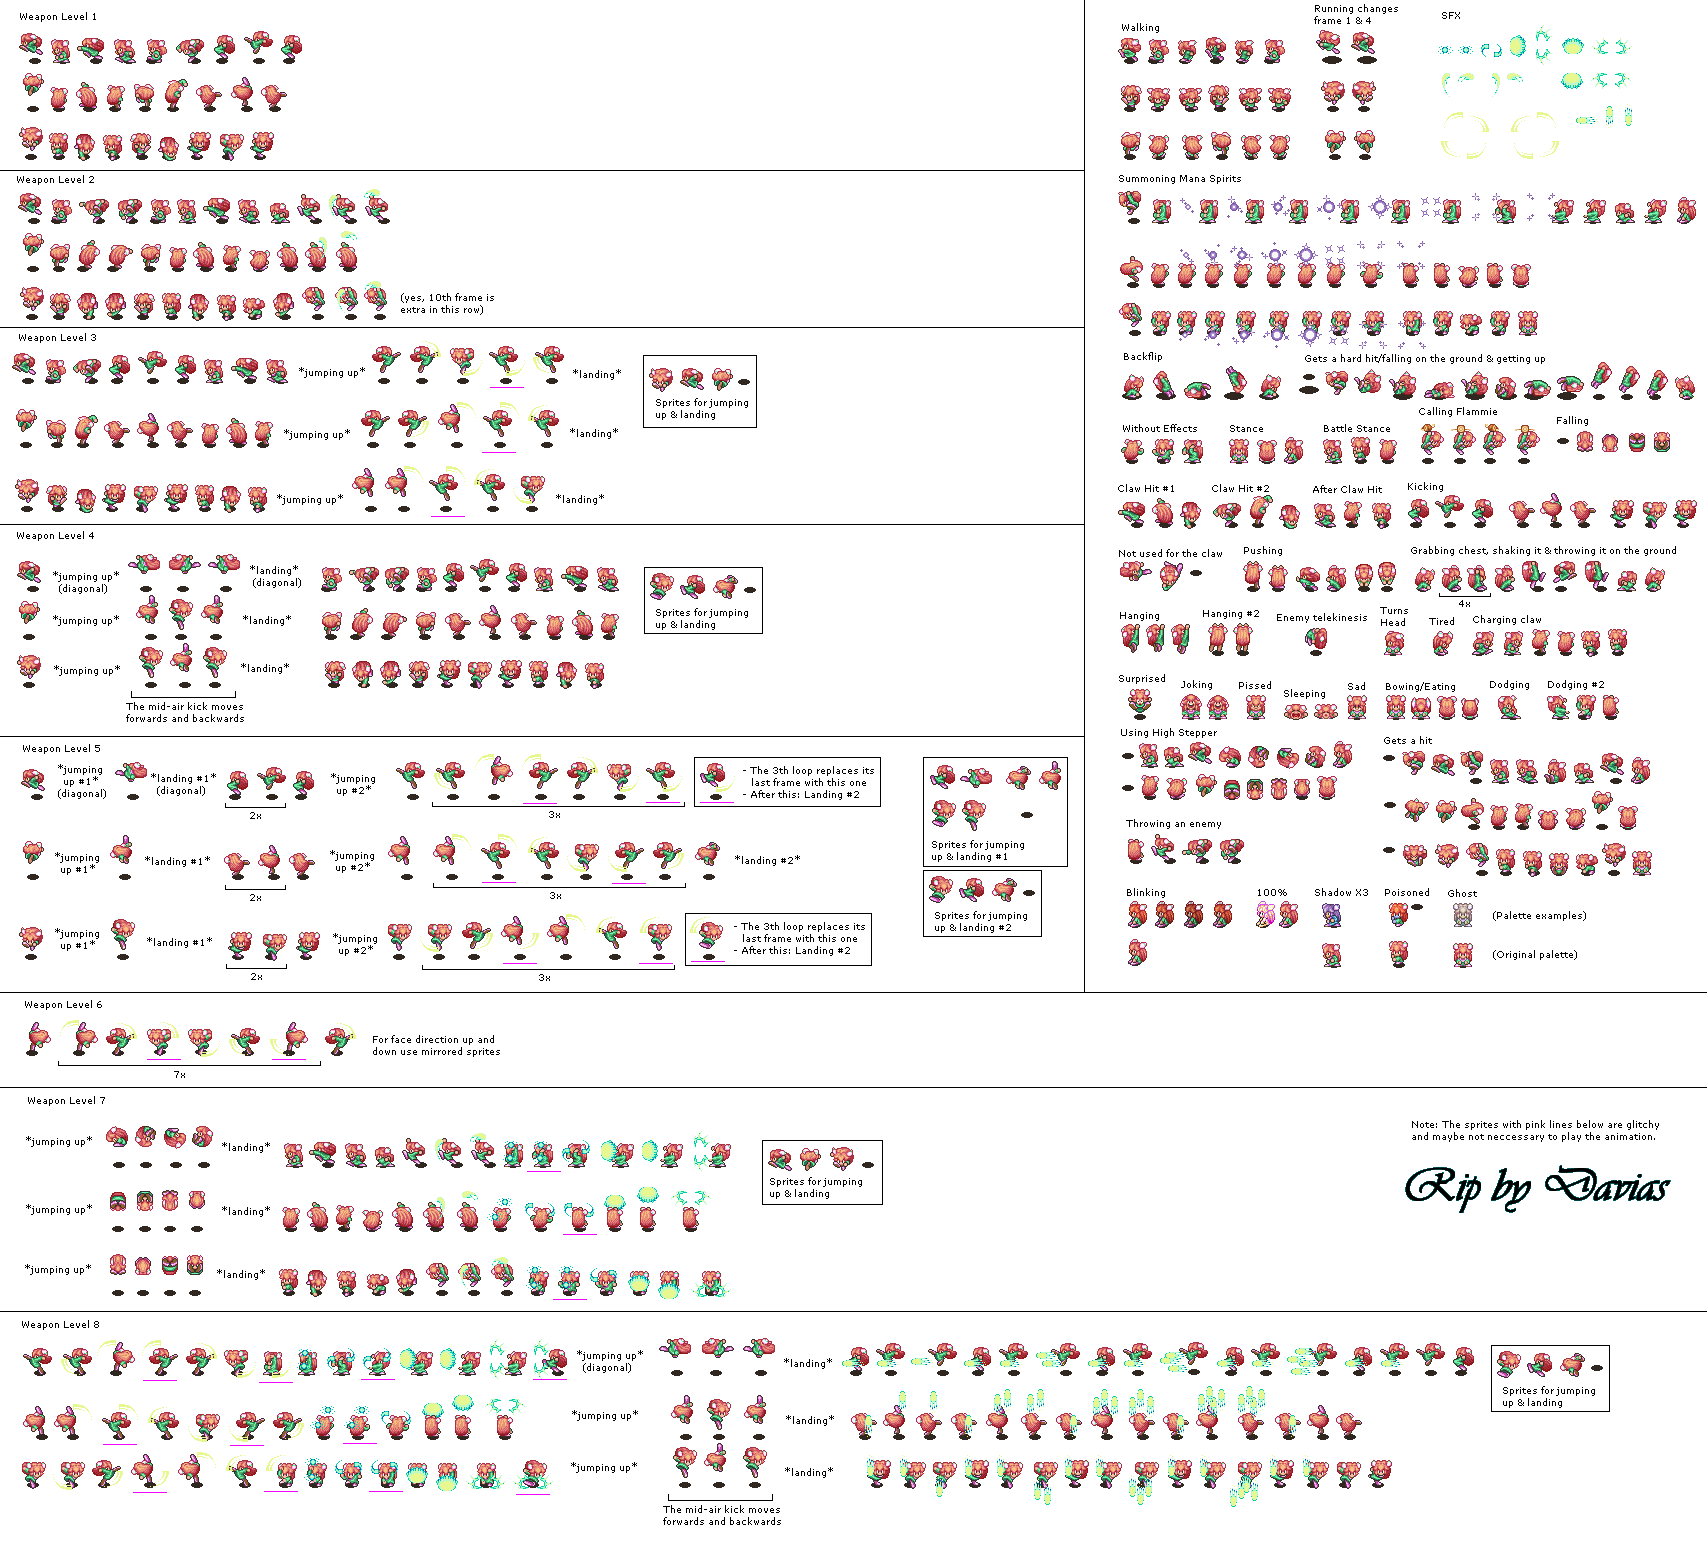 Weapon Level 1
Weapon Level 2
(yes, 10th frame is
extra in this row)
Weapon Level 3
*jumping up*
*landing*
Sprites for jumping
up & landing
*jumping up*
*landing*
*jumping up*
*landing*
Weapon Level 4
*jumping up*
(diagonal)
*landing*
(diagonal)
Sprites for jumping
up & landing
*jumping up*
*landing*
*jumping up*
*landing*
The mid-air kick moves
forwards and backwards
Weapon Level 5
*jumping
up #1*
(diagonal)
*landing #1*
(diagonal)
2x
*jumping
up #2*
3x
- The 3th loop replaces its
last frame with this one
- After this: Landing #2
Sprites for jumping
up & landing #1
*jumping
up #1*
*landing #1*
2x
*jumping
up #2*
3x
*landing #2*
Sprites for jumping
up & landing #2
*jumping
up #1*
*landing #1*
2x
*jumping
up #2*
3x
- The 3th loop replaces its
last frame with this one
- After this: Landing #2
Walking
Running changes
frame 1 & 4
SFX
Summoning Mana Spirits
Backflip
Gets a hard hit/falling on the ground & getting up
Without Effects
Stance
Battle Stance
Calling Flammie
Falling
Claw Hit #1
Claw Hit #2
After Claw Hit
Kicking
Not used for the claw
Pushing
Grabbing chest, shaking it & throwing it on the ground
4x
Hanging
Hanging #2
Enemy telekinesis
Turns
Head
Tired
Charging claw
Surprised
Joking
Pissed
Sleeping
Sad
Bowing/Eating
Dodging
Dodging #2
Using High Stepper
Gets a hit
Throwing an enemy
Blinking
100%
Shadow X3
Poisoned
Ghost
(Palette examples)
(Original palette)
Weapon Level 6
7x
For face direction up and
down use mirrored sprites
Weapon Level 7
*jumping up*
*landing*
Sprites for jumping
up & landing
*jumping up*
*landing*
*jumping up*
*landing*
Note: The sprites with pink lines below are glitchy
and maybe not neccessary to play the animation.
Rip by Davias
Weapon Level 8
*jumping up*
(diagonal)
*landing*
Sprites for jumping
up & landing
*jumping up*
*landing*
*jumping up*
*landing*
The mid-air kick moves
forwards and backwards